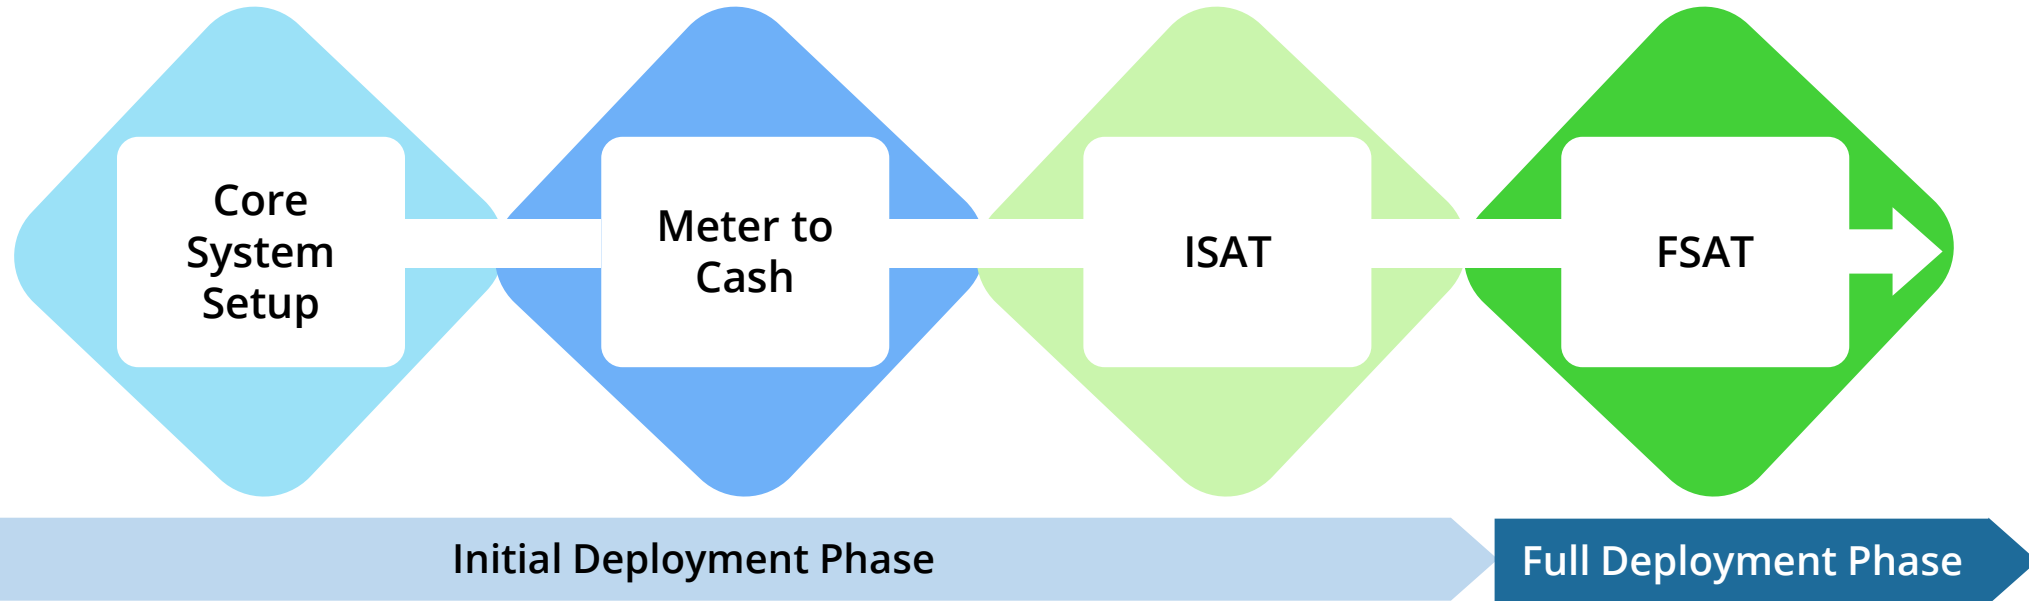 Core
System
Setup
Meter to
Cash
ISAT
FSAT
Initial Deployment Phase
Full Deployment Phase